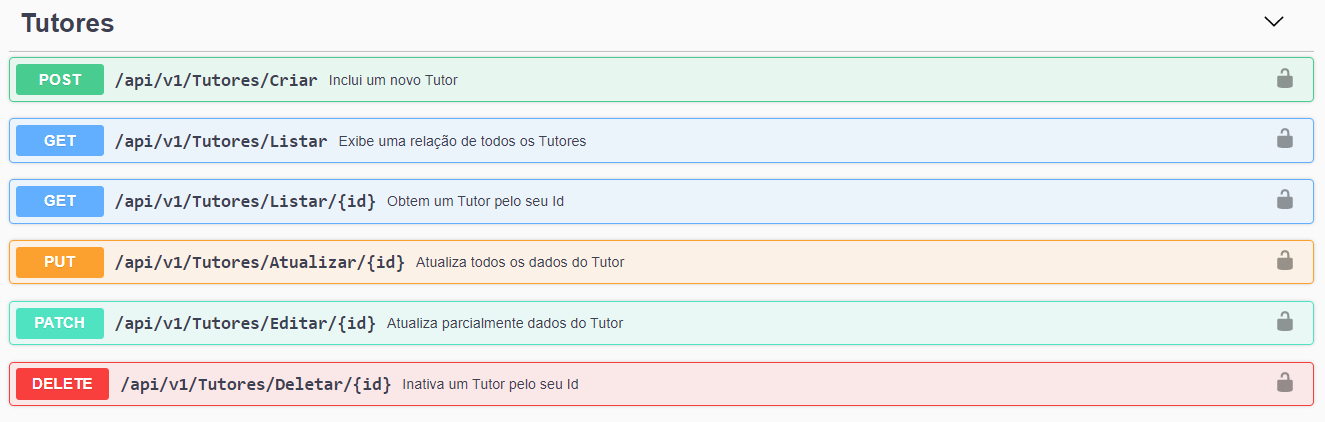 Tutores
POST /api/v1/Tutores/Criar Inclui um novo Tutor
GET /api/v1/Tutores/Listar Exibe uma relação de todos os Tutores
GET /api/v1/Tutores/Listar/{id} Obtem um Tutor pelo seu Id
PUT /api/v1/Tutores/Atualizar/{id} Atualiza todos os dados do Tutor
PATCH /api/v1/Tutores/Editar/{id} Atualiza parcialmente dados do Tutor
DELETE /api/v1/Tutores/Deletar/{id} Inativa um Tutor pelo seu Id